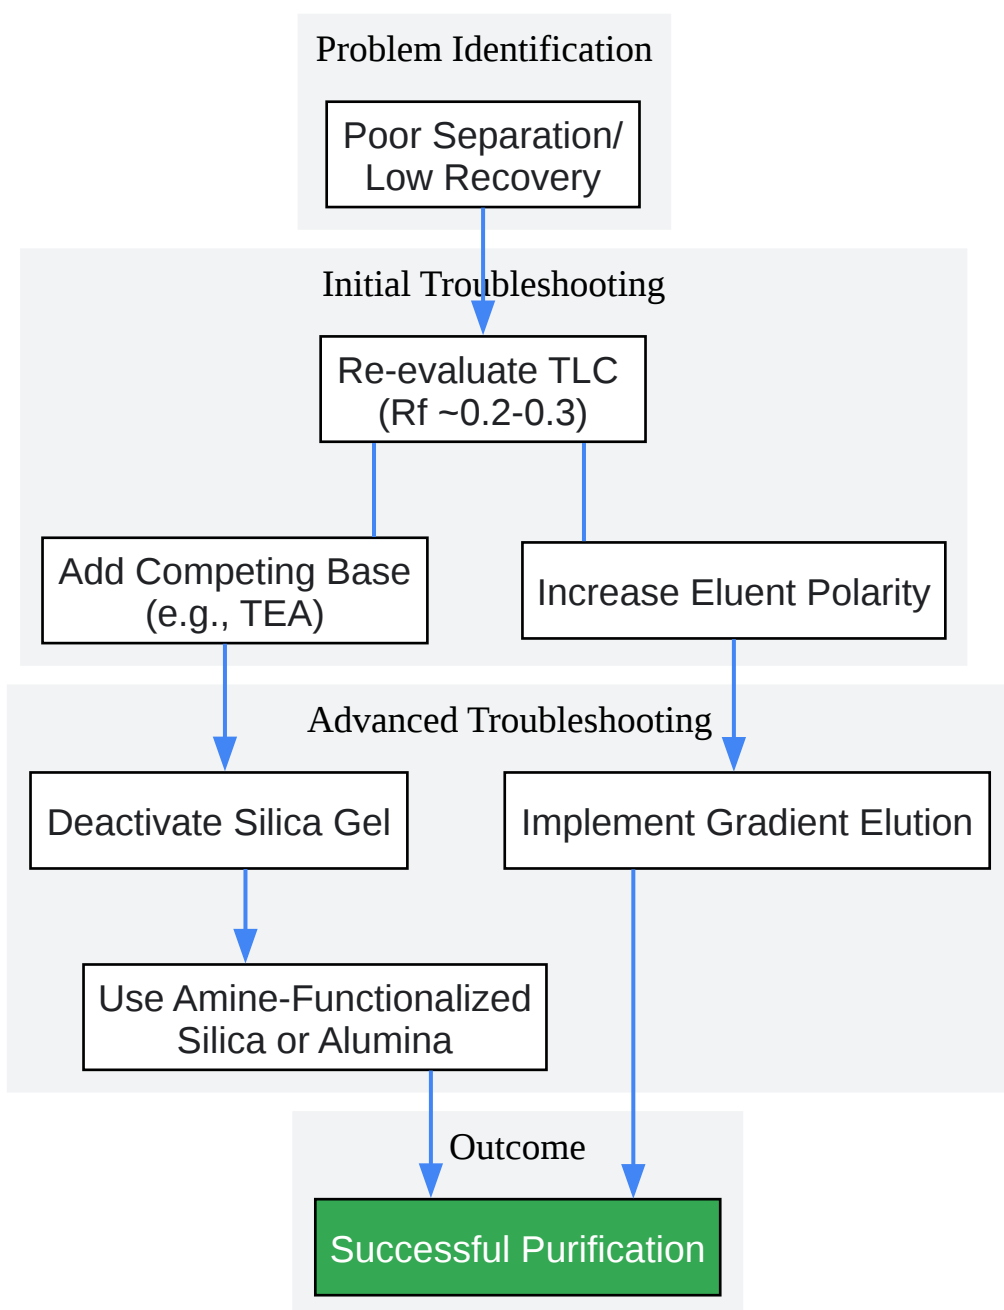 Problem Identification
Poor Separation/
Low Recovery
Initial Troubleshooting
Re-evaluate TLC
(Rf ~0.2-0.3)
Add Competing Base
(e.g., TEA)
Increase Eluent Polarity
Advanced Troubleshooting
Deactivate Silica Gel
Implement Gradient Elution
Use Amine-Functionalized
Silica or Alumina
Outcome
Successful Purification